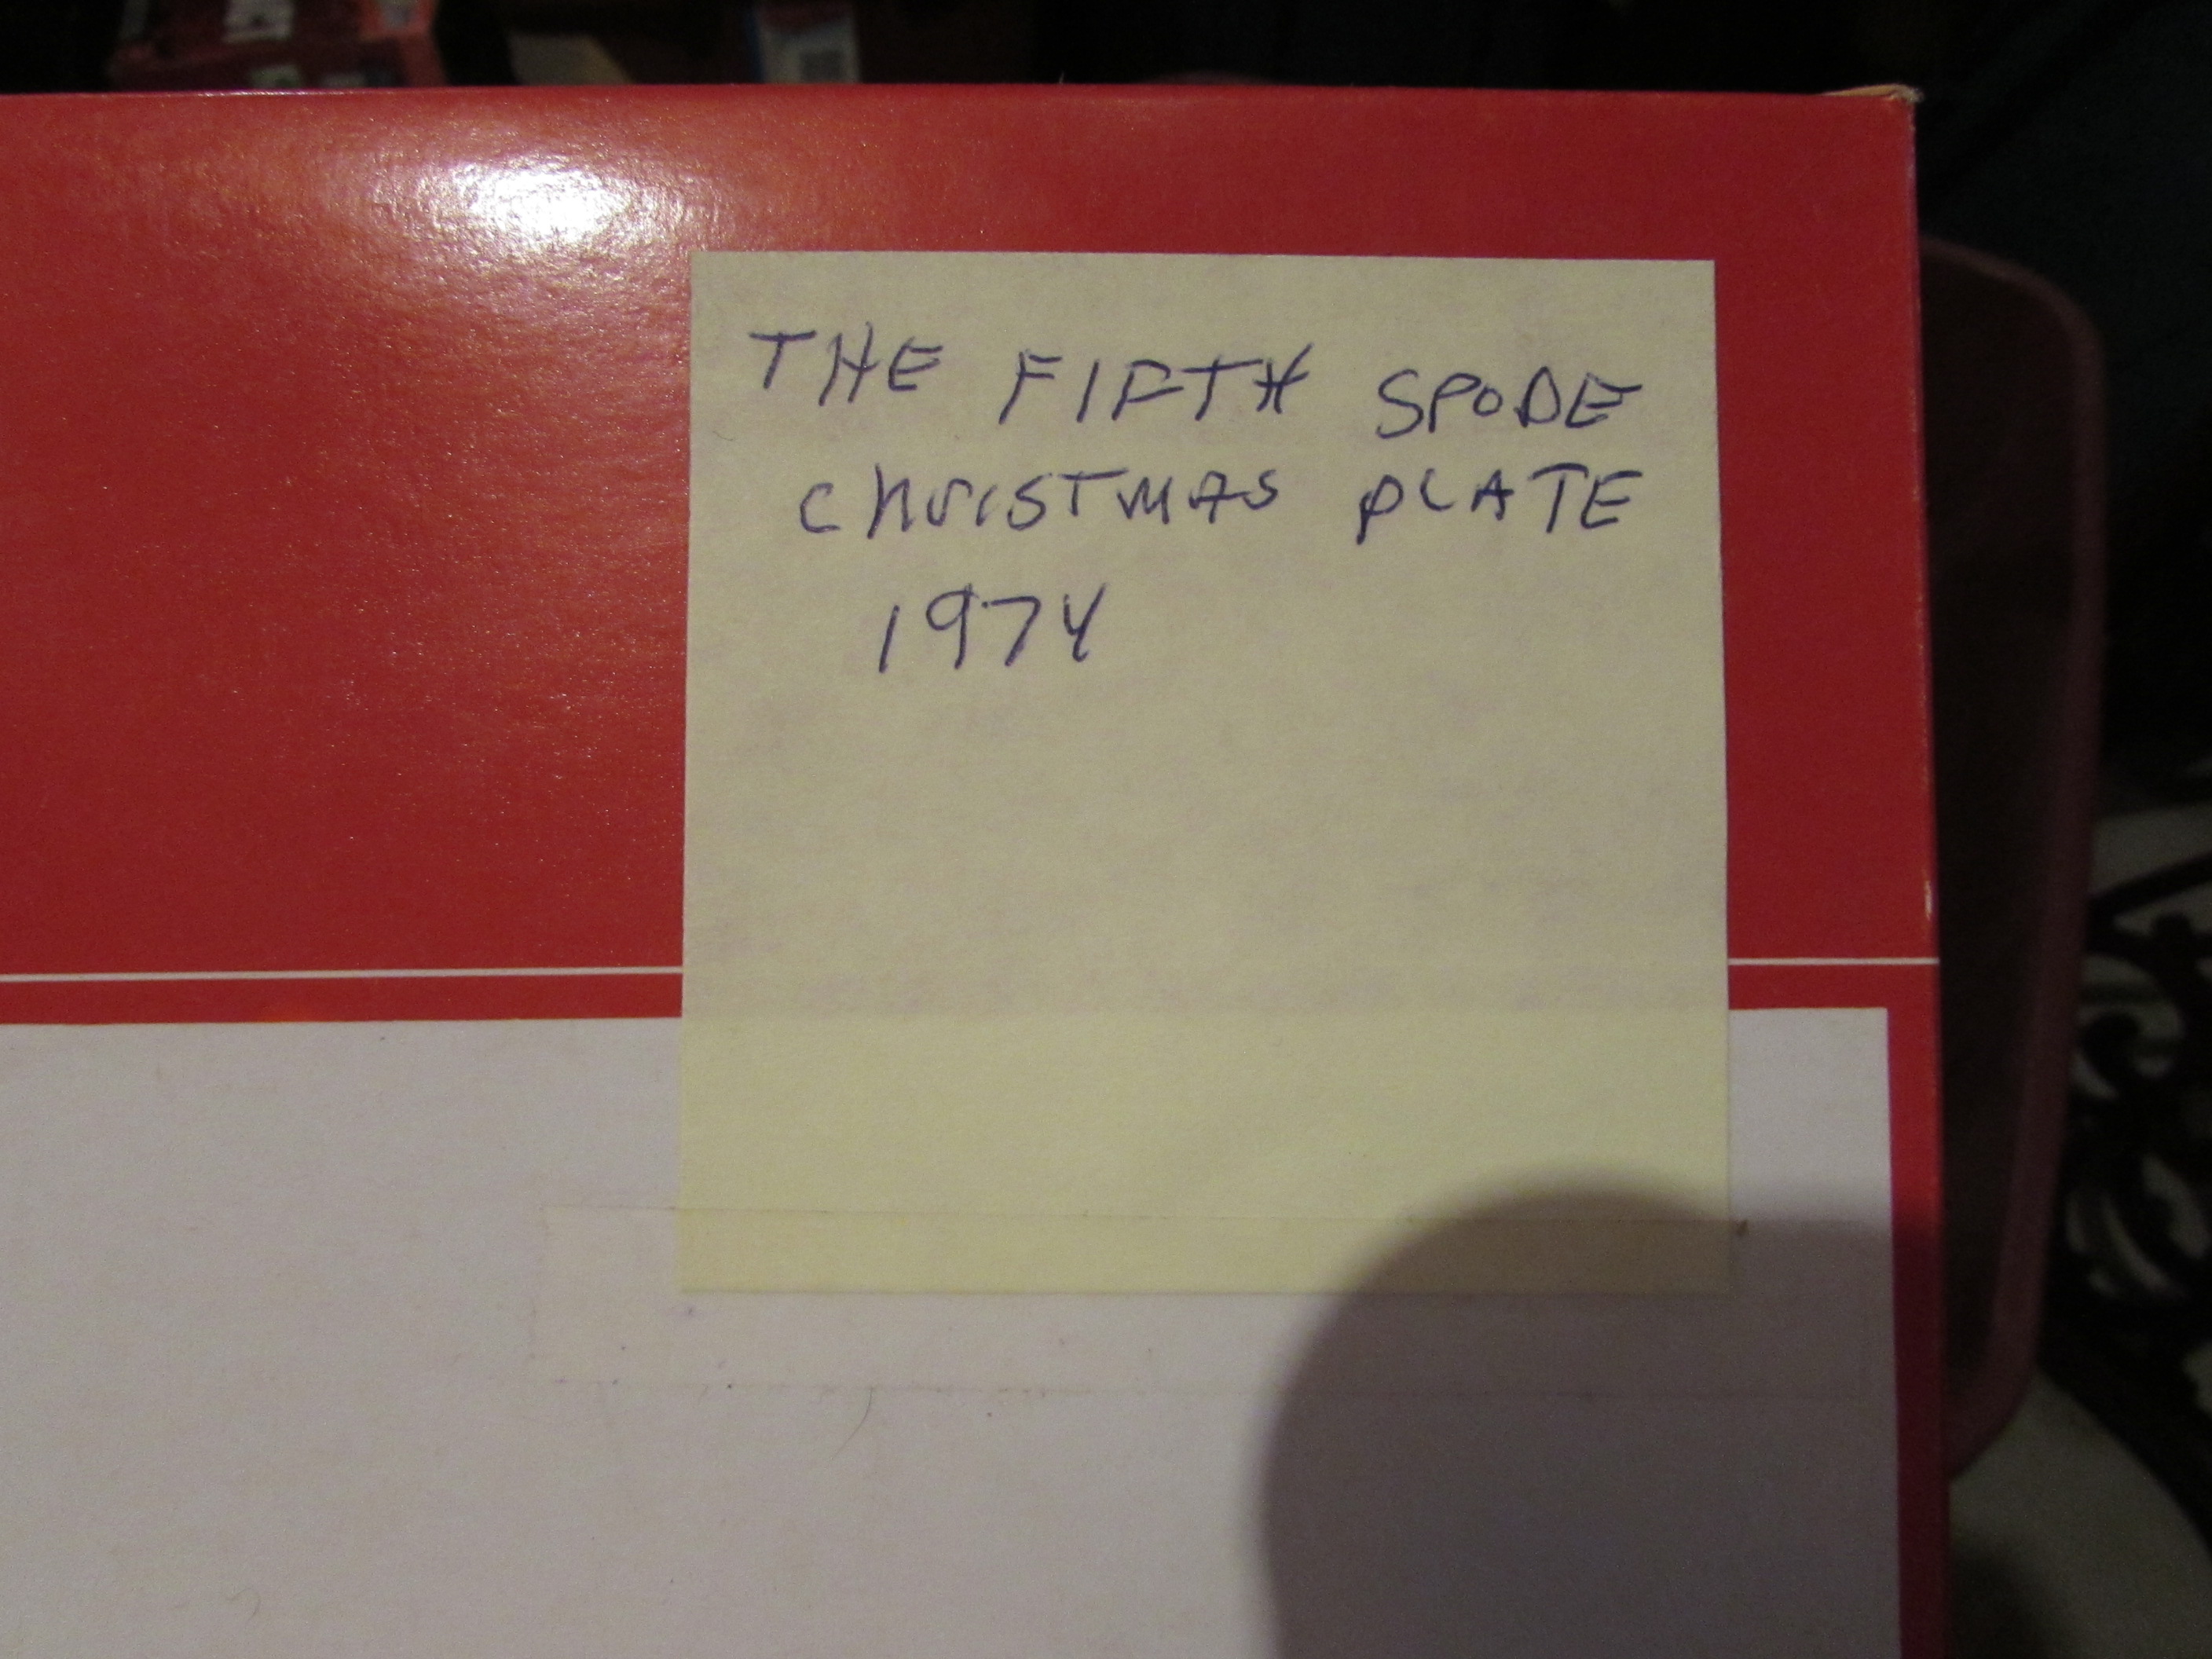 THE FIFTH SPODE
CHRISTMAS PLATE
1974